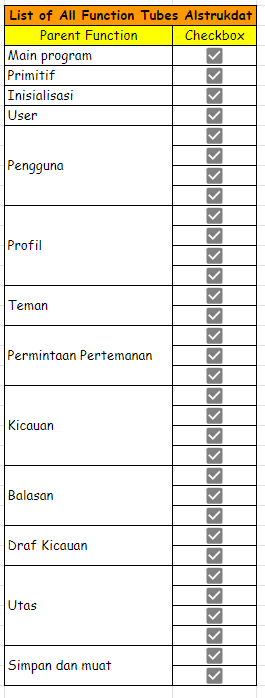 List of All Function Tubes Alstrukdat
Parent Function Checkbox
Main program
Primitif
Inisialisasi
User
Pengguna
Profil
Teman
Permintaan Pertemanan
Kicauan
Balasan
Draf Kicauan
Utas
Simpan dan muat